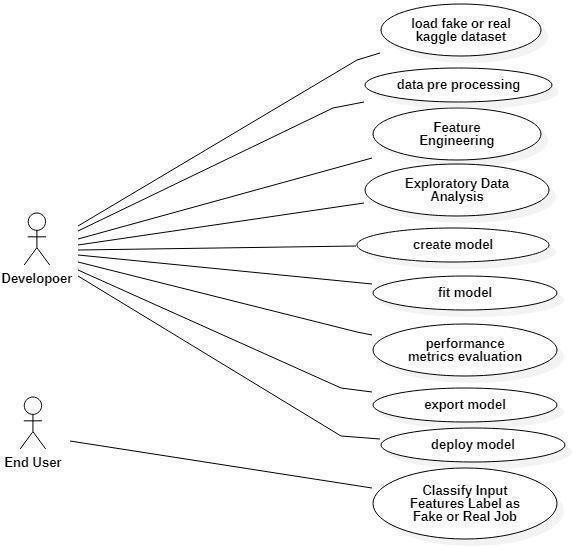 load fake or real
kaggle dataset
data pre processing
Feature
Engineering
Exploratory Data
Analysis
create model
Developoer
fit model
performance
metrics evaluation
export model
deploy model
End User
Classify Input
Features Label as
Fake or Real Job